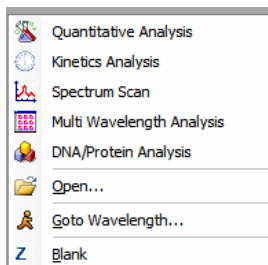 Quantitative Analysis
Kinetics Analysis
Spectrum Scan
Multi Wavelength Analysis
DNA/Protein Analysis
Open...
Goto Wavelength...
Z Blank